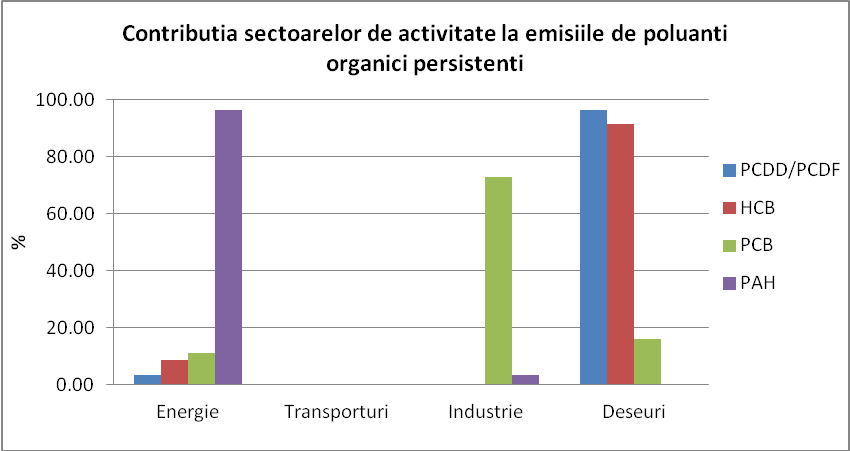 Contributia sectoarelor de activitate la emisiile de poluanti
organici persistenti
100.00
80.00
60.00
40.00
20.00
0.00
%
Energie
Transporturi
Industrie
Deseuri
PCDD/PCDF
HCB
PCB
PAH